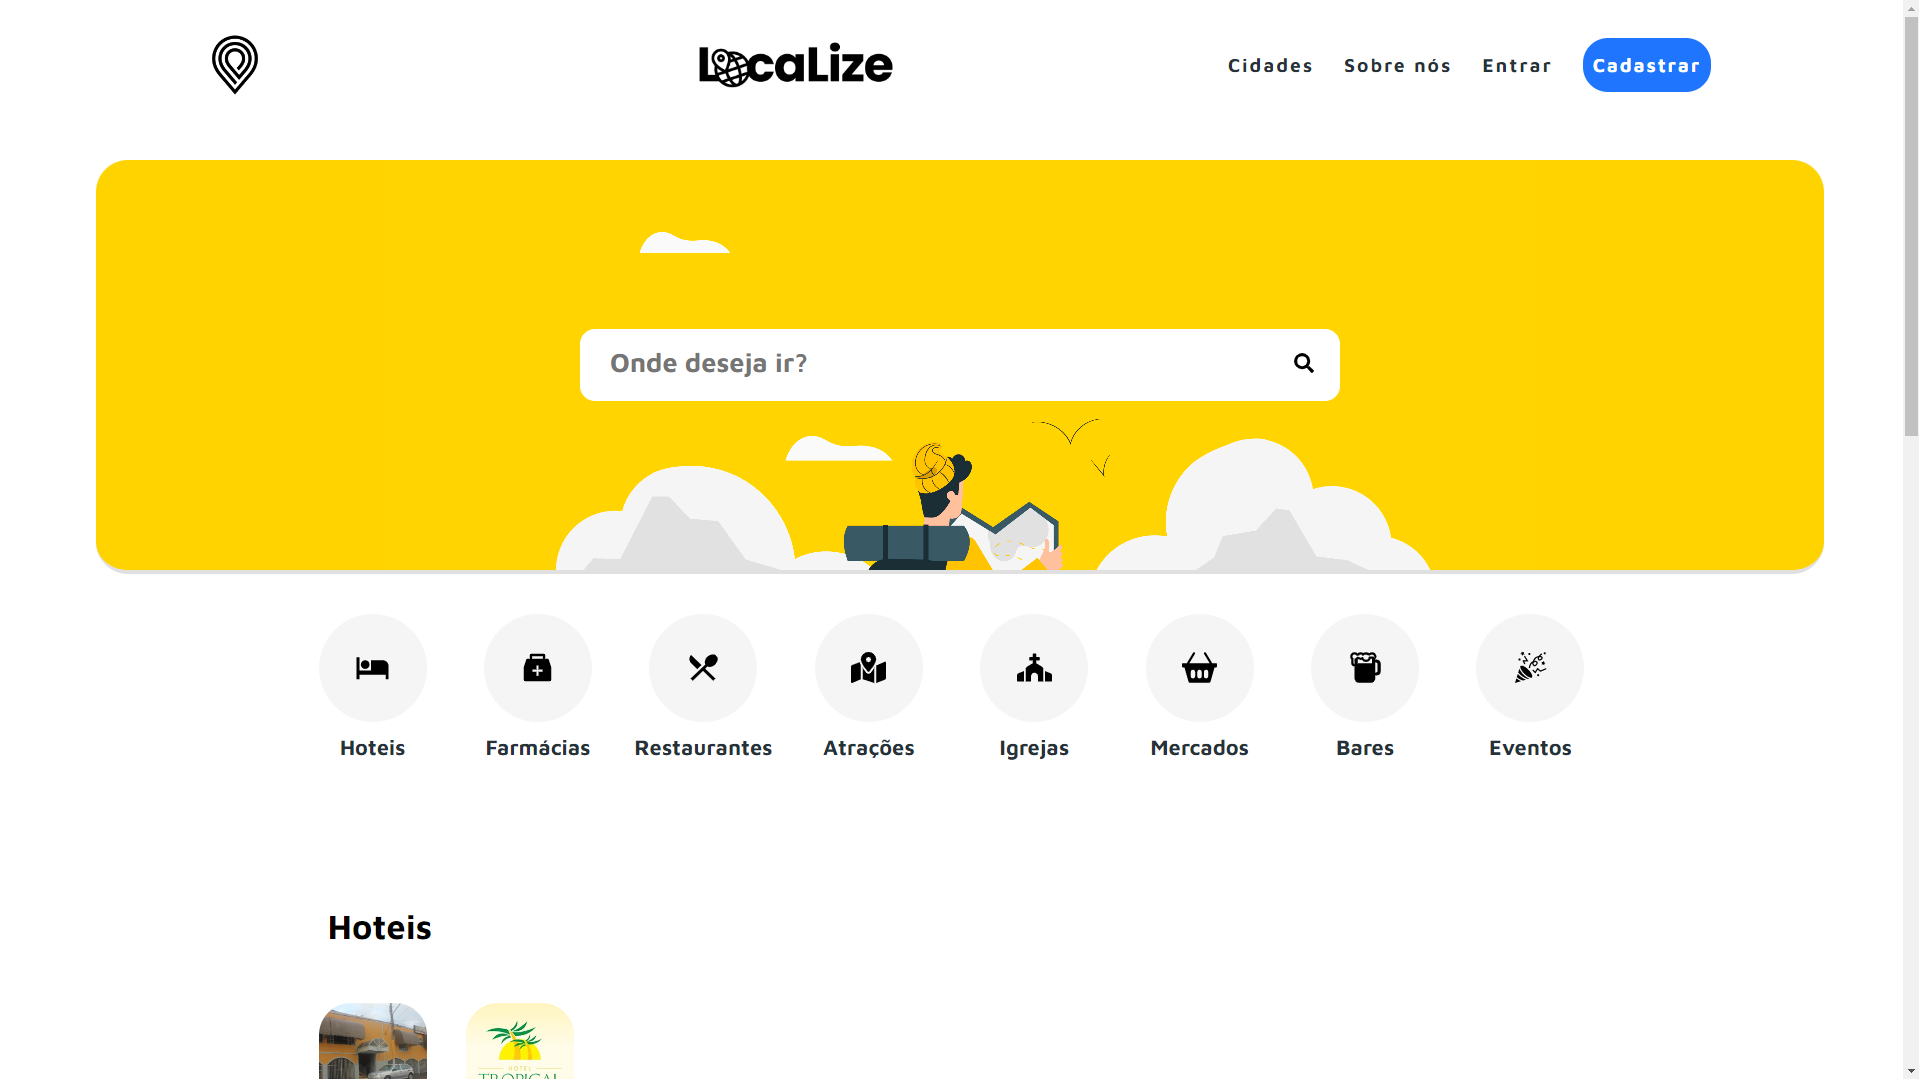 LocaLize
Cidades
Sobre nós
Entrar
Cadastrar
Onde deseja ir?
Hoteis
Farmácias
Restaurantes
Atrações
Igrejas
Mercados
Bares
Eventos
Hoteis
HOTEL
TROPICAL